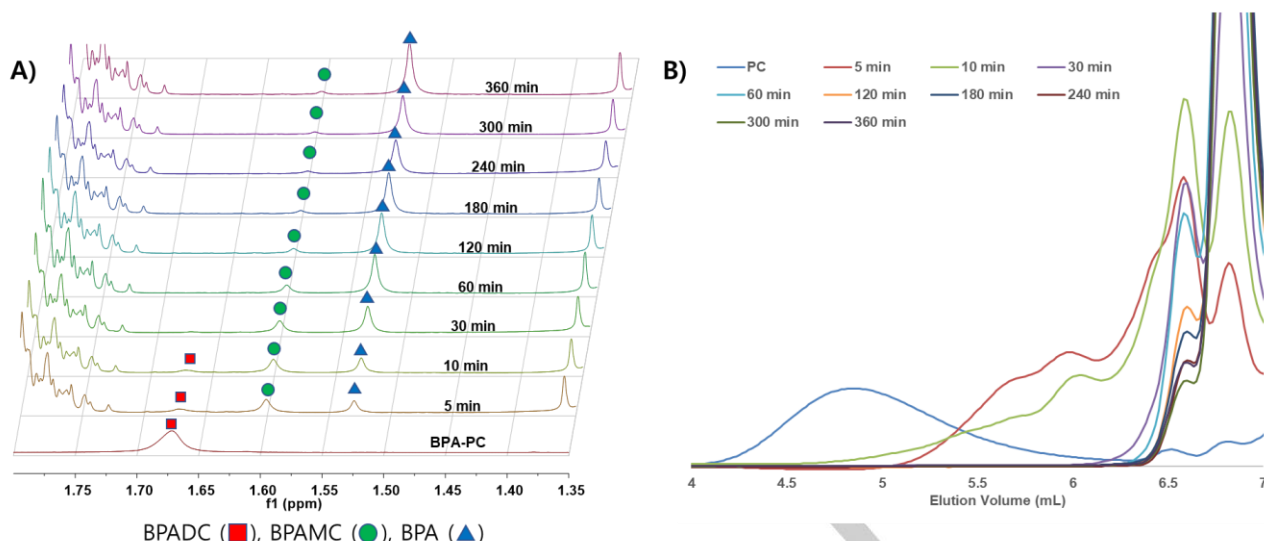 A)
360 min
300 min
240 min
180 min
120 min
60 min
30 min
10 min
5 min
BPA-PC
1.75 1.70 1.65 1.60 1.55 1.50 1.45 1.40 1.35
f1 (ppm)
BPADC (■), BPAMC (●), BPA (▲)
B)
PC 5 min 10 min 30 min
60 min 120 min 180 min 240 min
300 min 360 min
4 4.5 5 5.5 6 6.5 7
Elution Volume (mL)